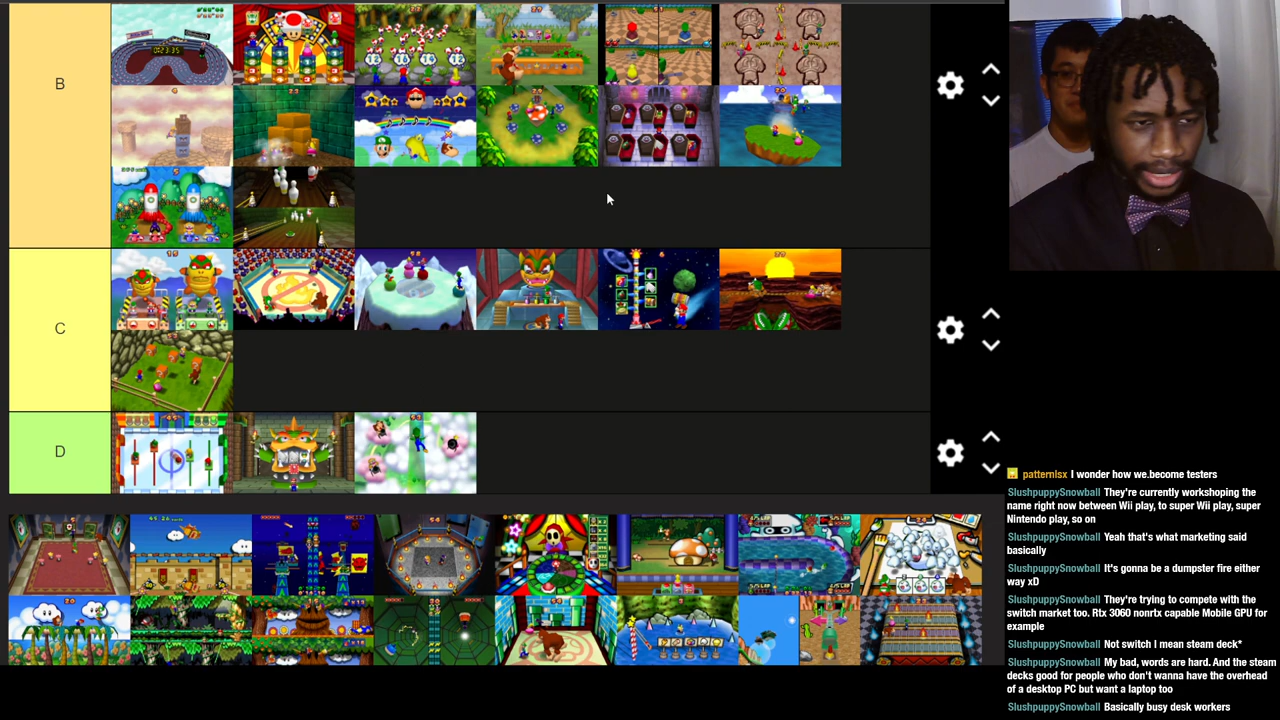 B
C
D
patternlsx I wonder how we.become testers
SlushpuppySnowball They're currently workshoping the
name right now between Wii play, to super Wii play, super
Nintendo play, so on
SlushpuppySnowball Yeah that's what marketing said
basically
SlushpuppySnowball It's gonna be a dumpster fire either
way xD
SlushpuppySnowball They're trying to compete with the
switch market too. Rtx 3060 nonrtx capable Mobile GPU for
example
SlushpuppySnowball Not switch I mean steam deck*
SlushpuppySnowball My bad, words are hard. And the steam
decks good for people who don't wanna have the overhead
of a desktop PC but want a laptop too
SlushpuppySnowball Basically busy desk workers